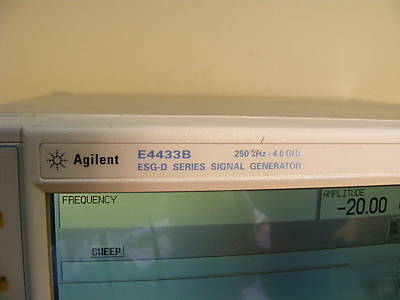 Agilent
E4433B 250 kHz - 4.0 GHz
ESG-D SERIES SIGNAL GENERATOR
FREQUENCY
AMPLITUDE
-20.00
SWEEP